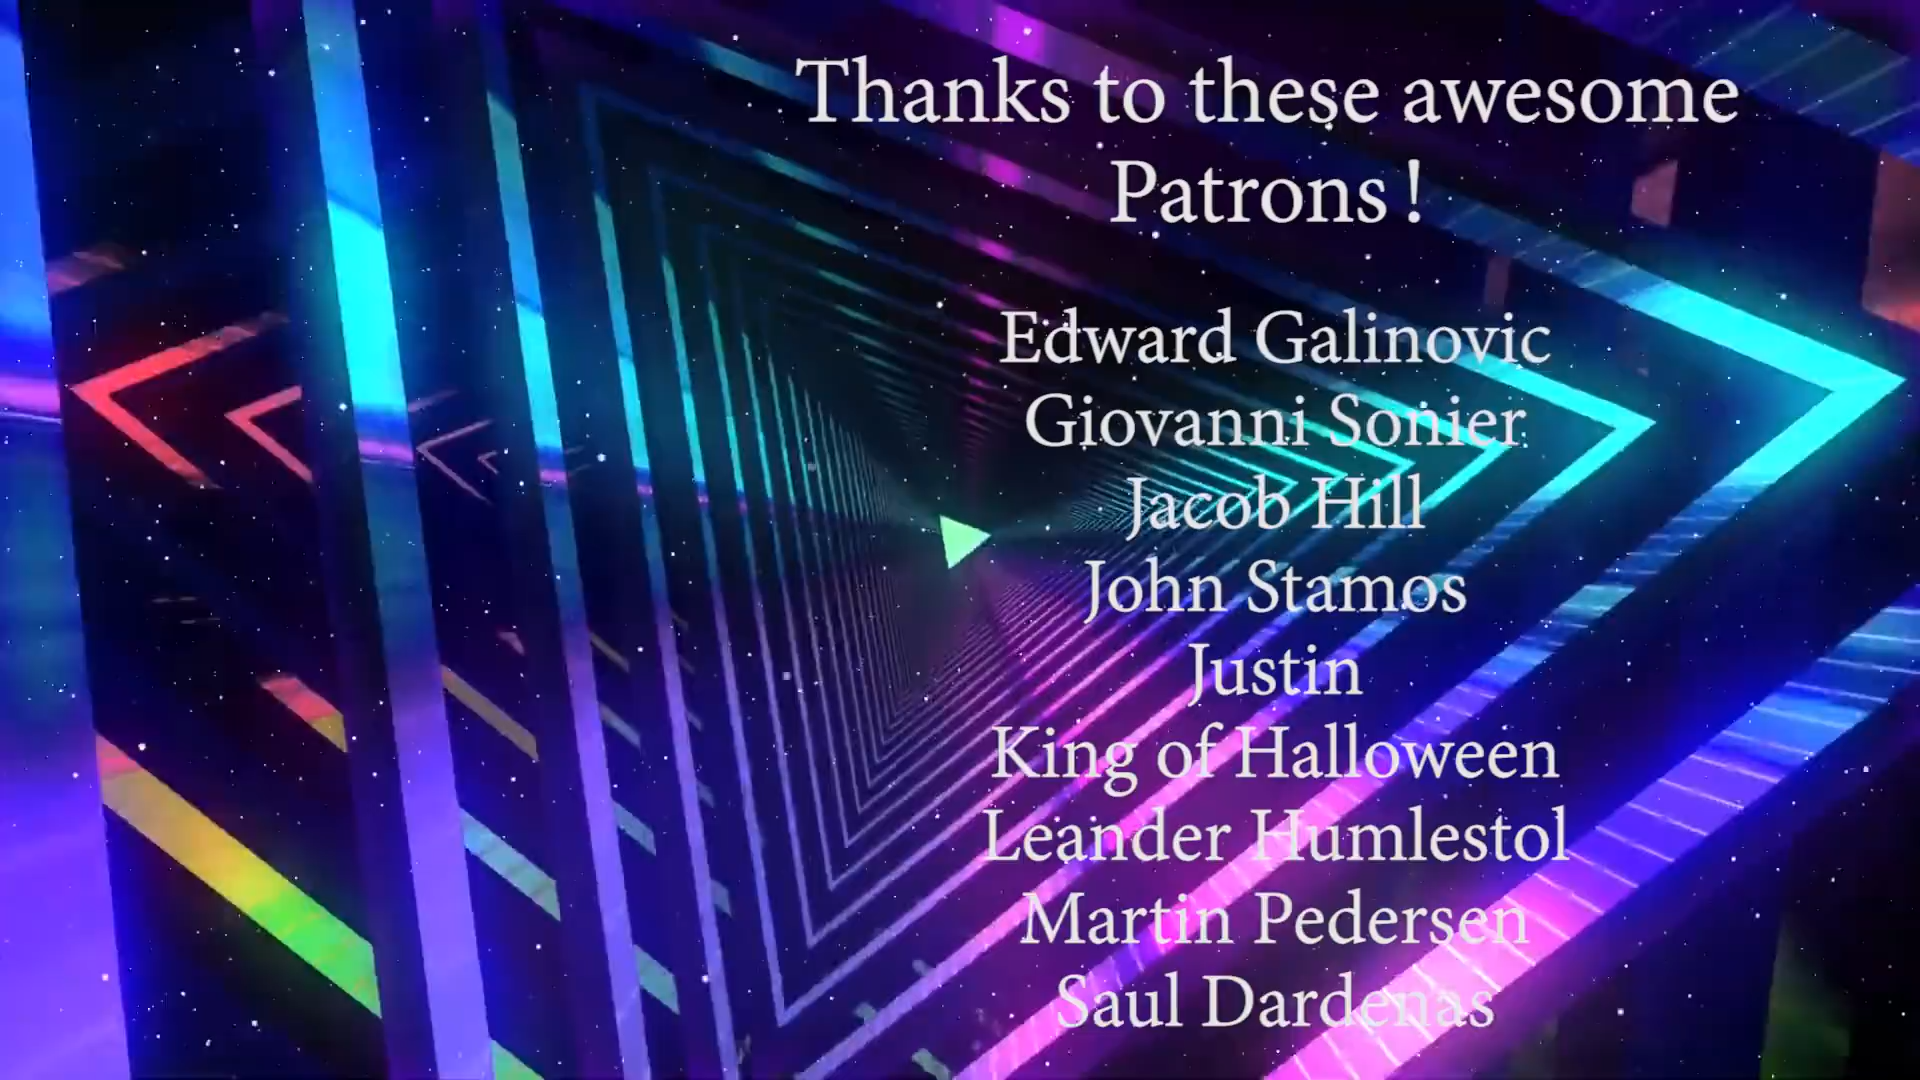 Thanks to these awesome
Patrons !
Edward Galinovic
Giovanni Sonier
Jacob Hill
John Stamos
Justin
King of Halloween
Leander Humlestol
Martin Pedersen
Saul Dardenas